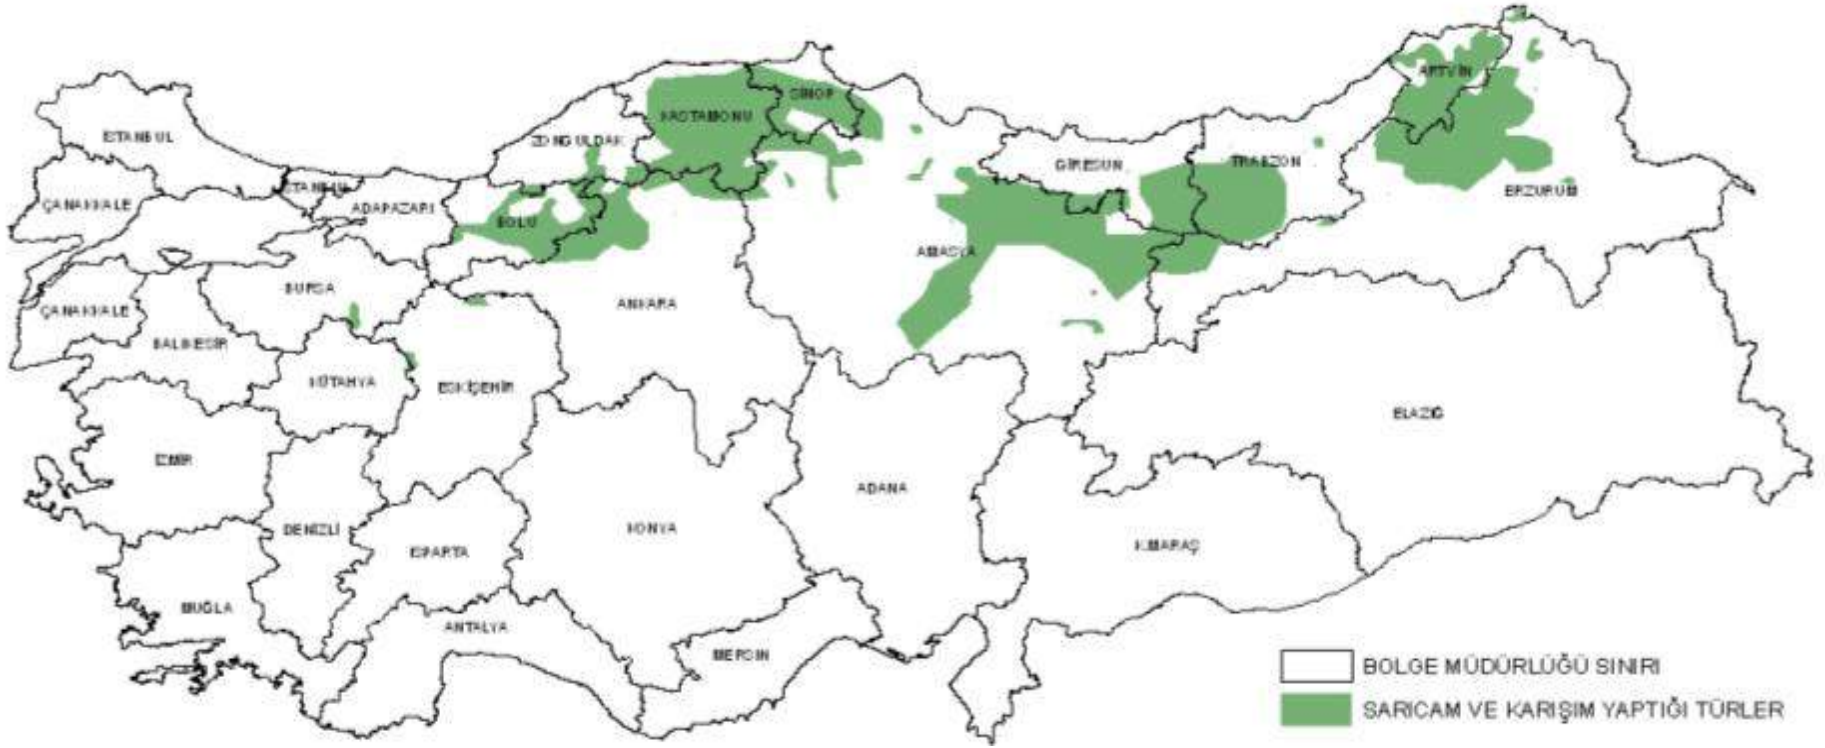 SİNOP
KASTAMONU
ARTVİN
İSTANBUL
ZONGULDAK
GİRESUN
TRABZON
İSTANBUL
ÇANAKKALE
ADAPAZARI
BOLU
ERZURUM
AMASYA
BURSA
ANKARA
ÇANAKKALE
BALIKESİR
KÜTAHYA
ESKİŞEHİR
ELAZIĞ
İZMİR
ADANA
DENİZLİ
KONYA
ISPARTA
K.MARAŞ
MUĞLA
ANTALYA
MERSİN
BOLGE MÜDÜRLÜĞÜ SINIRI
SARICAM VE KARIŞIM YAPTIĞI TÜRLER